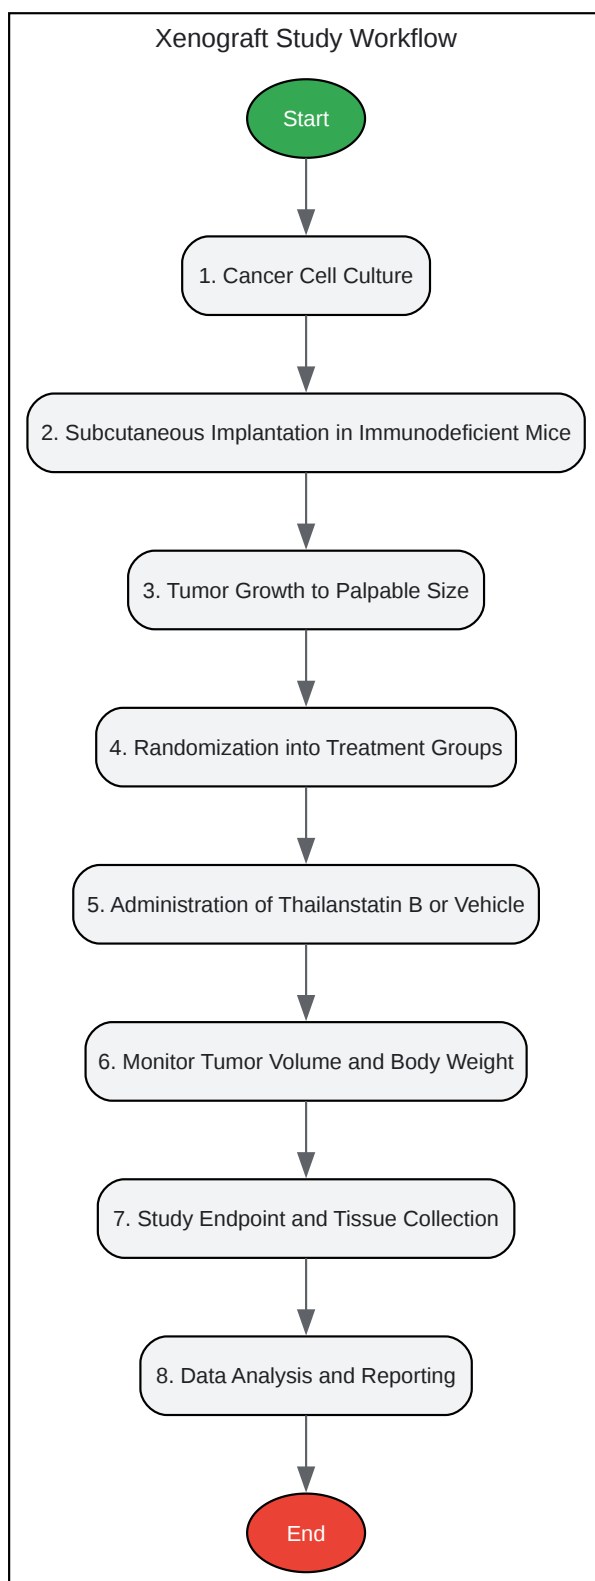 Xenograft Study Workflow
Start
1. Cancer Cell Culture
2. Subcutaneous Implantation in Immunodeficient Mice
3. Tumor Growth to Palpable Size
4. Randomization into Treatment Groups
5. Administration of Thailanstatin B or Vehicle
6. Monitor Tumor Volume and Body Weight
7. Study Endpoint and Tissue Collection
8. Data Analysis and Reporting
End